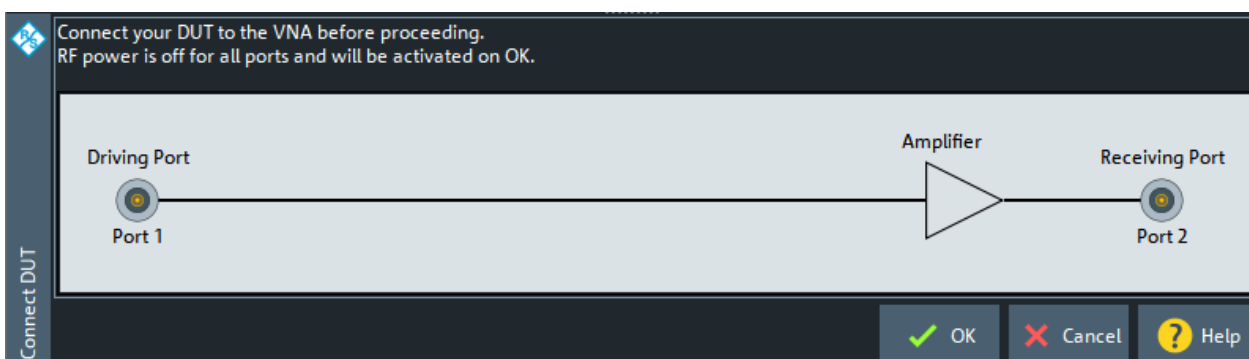 Connect your DUT to the VNA before proceeding.
RF power is off for all ports and will be activated on OK.
Driving Port
Port 1
Amplifier
Receiving Port
Port 2
Connect DUT
OK
Cancel
? Help
R&S